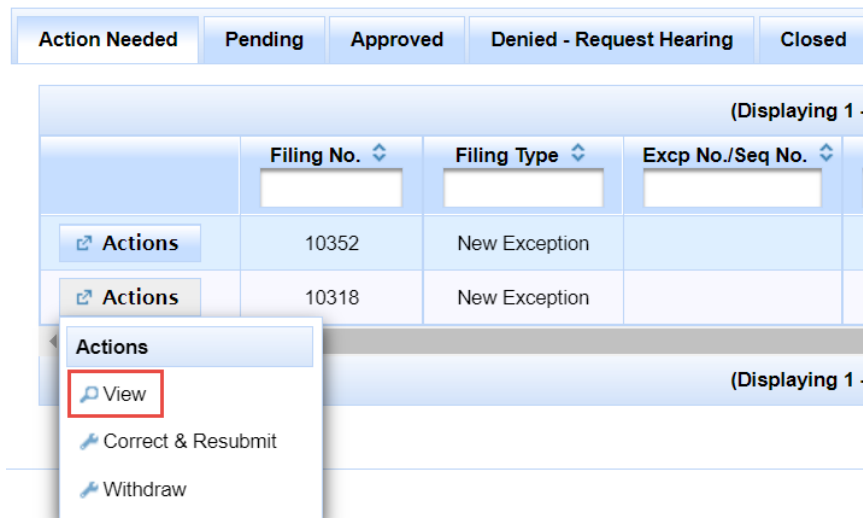 Action Needed Pending Approved Denied - Request Hearing Closed
(Displaying 1 -
Filing No. Filing Type Excp No./Seq No.
Actions 10352 New Exception
Actions 10318 New Exception
Actions
(Displaying 1 -
View
Correct & Resubmit
Withdraw